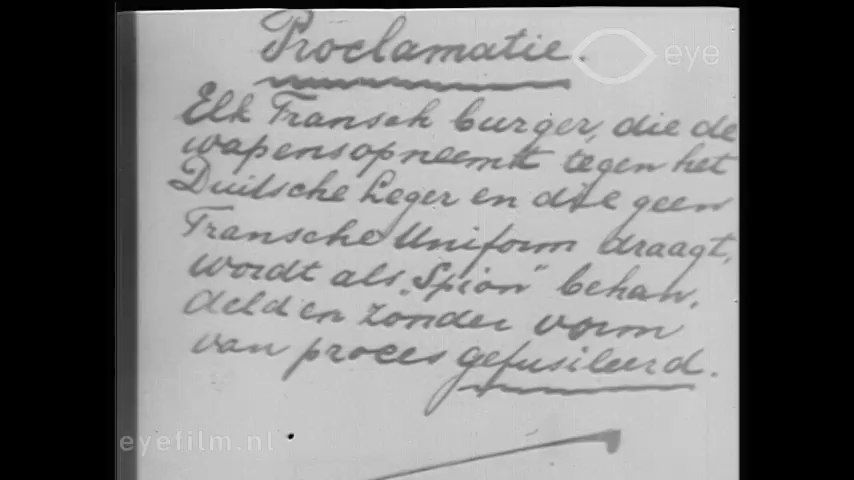 Proclamatie.
eye
Elk Fransch burger, die de
wapens opneemt tegen het
Duitsche Leger en die geen
Fransche Uniform draagt,
wordt als „Spion" behan,
deld en zonder vorm
van proces gefusileerd.
eyefilm.nl